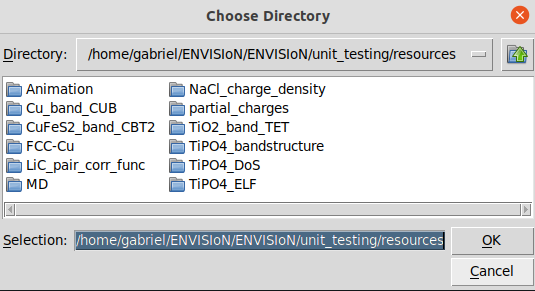 Choose Directory
Directory: /home/gabriel/ENVISIoN/ENVISIoN/unit_testing/resources
Animation
Cu_band_CUB
CuFeS2_band_CBT2
FCC-Cu
LiC_pair_corr_func
MD
NaCl_charge_density
partial_charges
TiO2_band_TET
TiPO4_bandstructure
TiPO4_DoS
TiPO4_ELF
Selection: /home/gabriel/ENVISIoN/ENVISIoN/unit_testing/resources
OK
Cancel